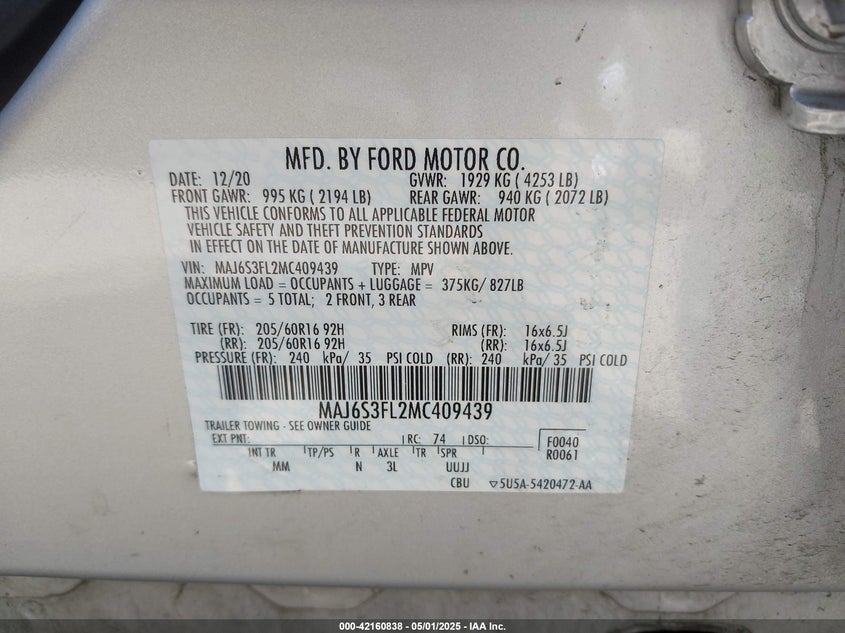 MFD. BY FORD MOTOR CO.
DATE: 12/20 GVWR: 1929 KG ( 4253 LB)
FRONT GAWR: 995 KG ( 2194 LB) REAR GAWR: 940 KG ( 2072 LB)
THIS VEHICLE CONFORMS TO ALL APPLICABLE FEDERAL MOTOR
VEHICLE SAFETY AND THEFT PREVENTION STANDARDS
IN EFFECT ON THE DATE OF MANUFACTURE SHOWN ABOVE.
VIN: MAJ6S3FL2MC409439 TYPE: MPV
MAXIMUM LOAD = OCCUPANTS + LUGGAGE = 375KG/ 827LB
OCCUPANTS = 5 TOTAL; 2 FRONT, 3 REAR
TIRE (FR): 205/60R16 92H RIMS (FR): 16x6.5J
(RR): 205/60R16 92H (RR): 16x6.5J
PRESSURE (FR): 240 kPa/ 35 PSI COLD (RR): 240 kPa/ 35 PSI COLD
MAJ6S3FL2MC409439
TRAILER TOWING - SEE OWNER GUIDE
EXT PNT: RC: 74 DSO: F0040
INT TR TP/PS R AXLE TR SPR R0061
MM N 3L UUJJ
CBU ▽5U5A-5420472-AA
000-42160838 - 05/01/2025 - IAA Inc.